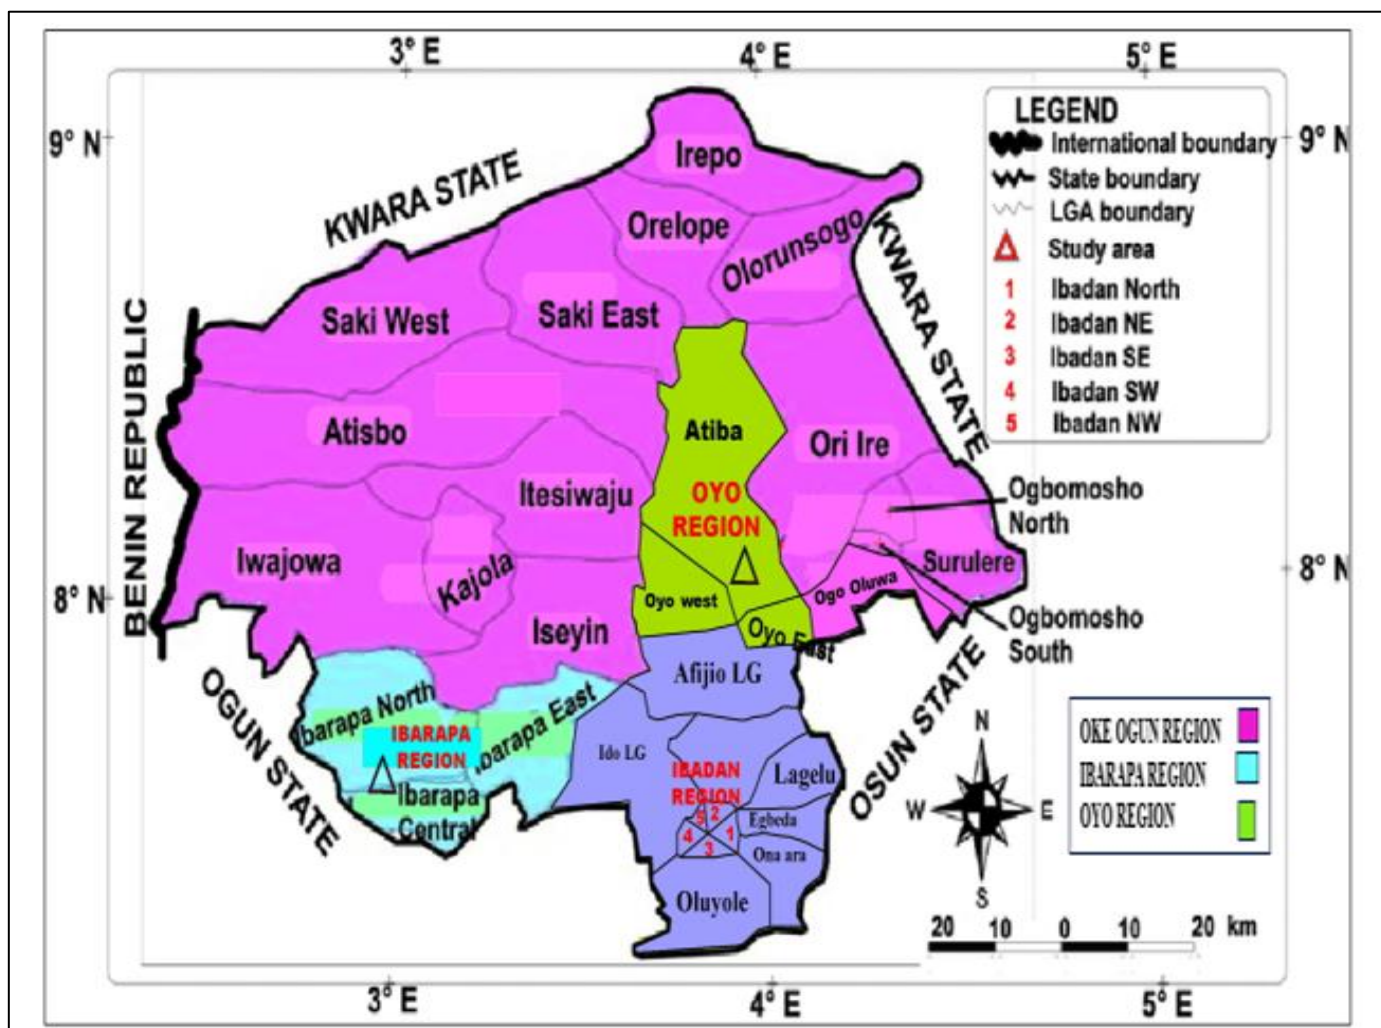 3° E
4° E
5° E
9° N
9° N
LEGEND
International boundary
State boundary
LGA boundary
Study area
1 Ibadan North
2 Ibadan NE
3 Ibadan SE
4 Ibadan SW
5 Ibadan NW
KWARA STATE
Irepo
Orelope
Olorunsogo
KWARA STATE
Saki West
Saki East
BENIN REPUBLIC
Atisbo
Atiba
Ori Ire
Itesiwaju
OYO
REGION
Ogbomosho
North
Iwajowa
Kajola
Surulere
Ogo Oluwa
8° N
8° N
Oyo west
Iseyin
Oyo East
Ogbomosho
South
Afijio LG
OGUN STATE
Ibarapa North
Ibarapa East
IBARAPA
REGION
Ibarapa
Central
Ido LG
IBADAN
REGION
Lagelu
Egbeda
Ona ara
5
2
4
1
3
Oluyole
OSUN STATE
N
W
E
S
OKE OGUN REGION
IBARAPA REGION
OYO REGION
20 10 0 10 20 km
3° E
4° E
5° E